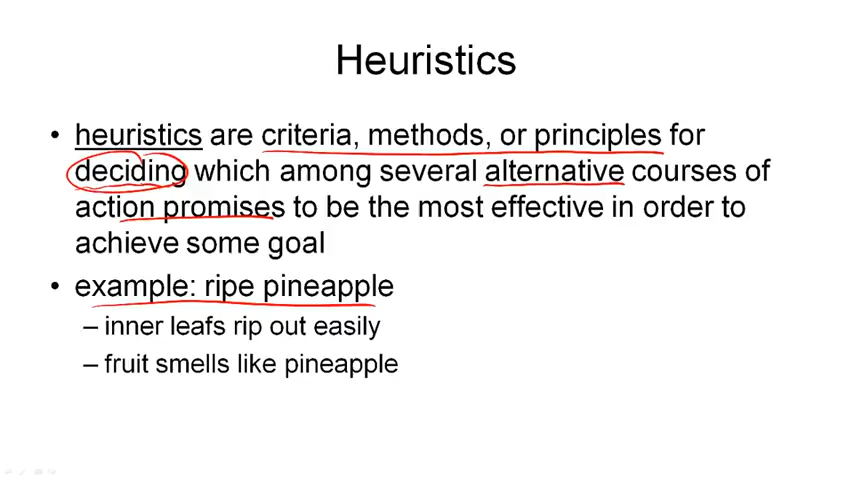 Heuristics
• heuristics are criteria, methods, or principles for
deciding which among several alternative courses of
action promises to be the most effective in order to
achieve some goal
• example: ripe pineapple
– inner leafs rip out easily
– fruit smells like pineapple